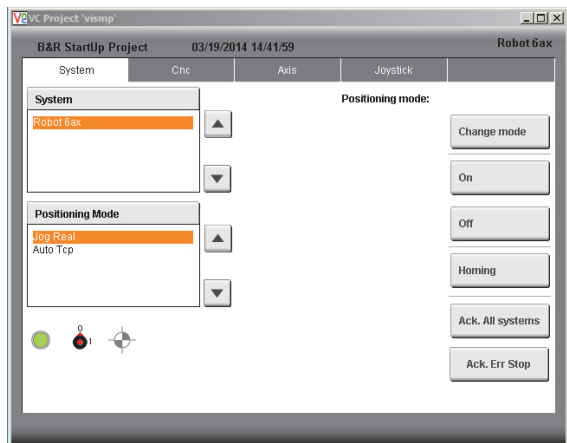 VC Project 'vismp'
B&R StartUp Project 03/19/2014 14/41/59 Robot 6ax
System Cnc Axis Joystick
System
Robot 6ax
Positioning mode:
Change mode
On
Positioning Mode
Jog Real
Auto Tcp
Off
Homing
0
1
Ack. All systems
Ack. Err Stop